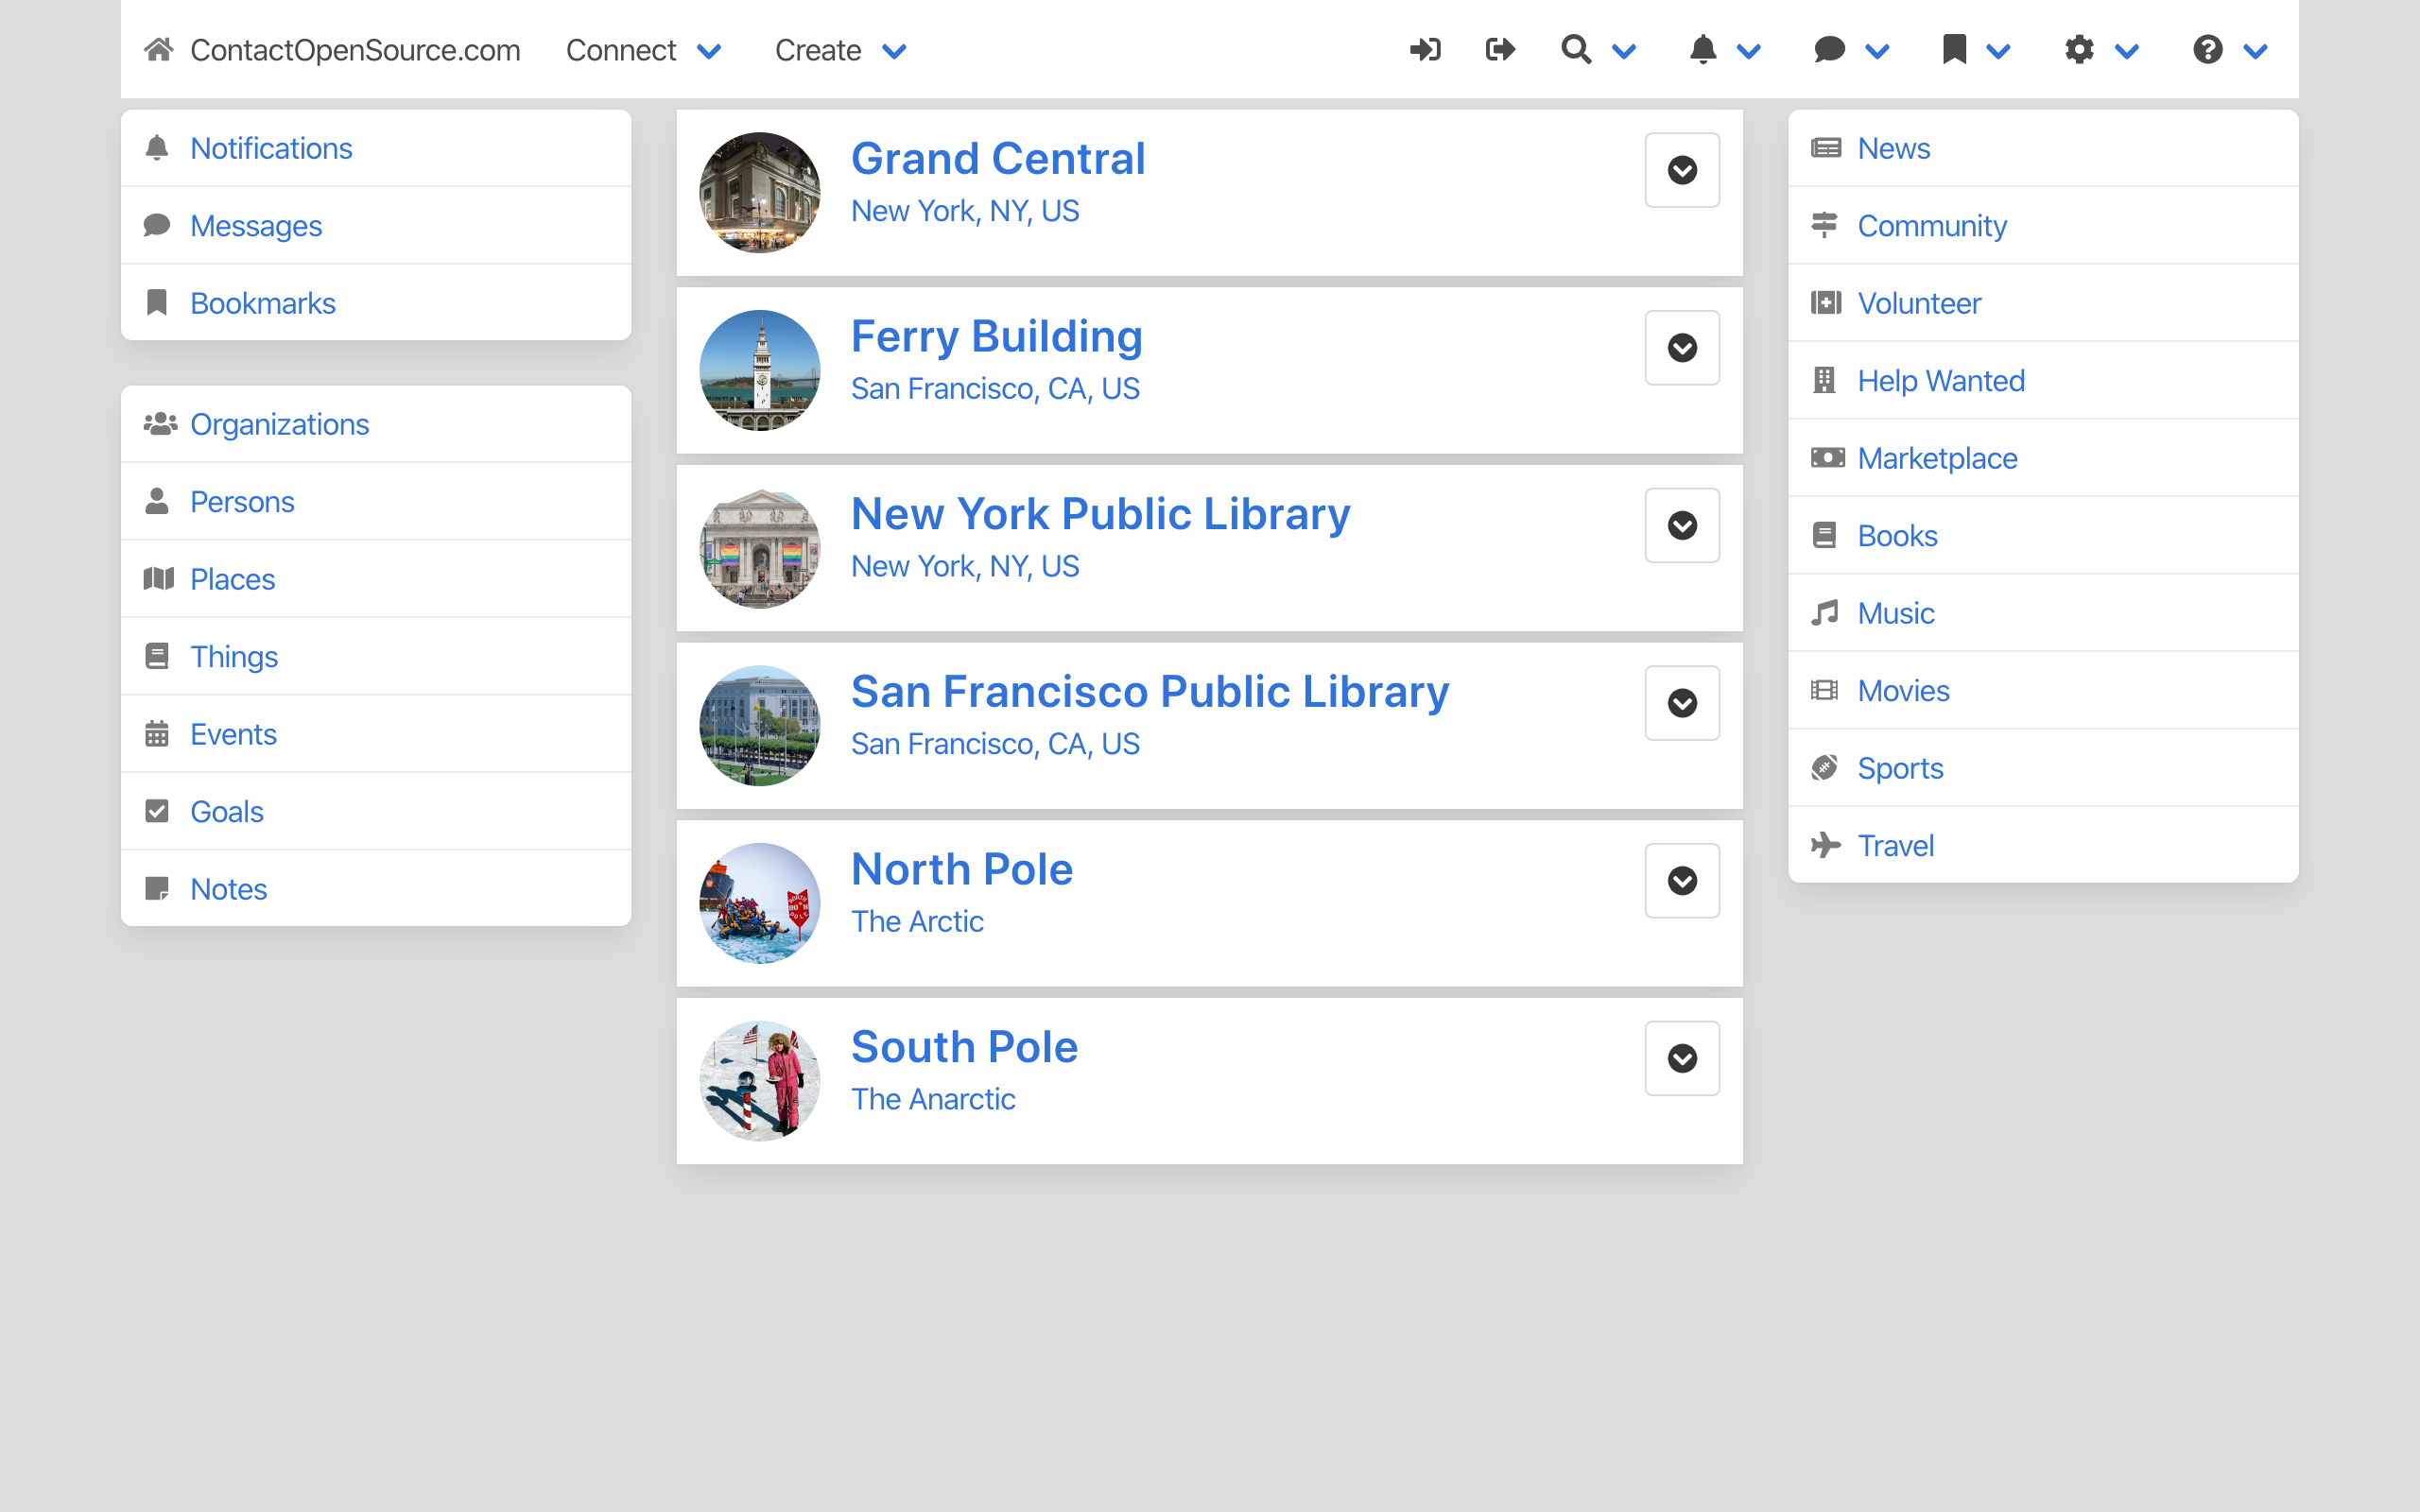 ContactOpenSource.com Connect Create
Notifications
Messages
Bookmarks
Organizations
Persons
Places
Things
Events
Goals
Notes
Grand Central
New York, NY, US
Ferry Building
San Francisco, CA, US
New York Public Library
New York, NY, US
San Francisco Public Library
San Francisco, CA, US
North Pole
The Arctic
South Pole
The Anarctic
News
Community
Volunteer
Help Wanted
Marketplace
Books
Music
Movies
Sports
Travel